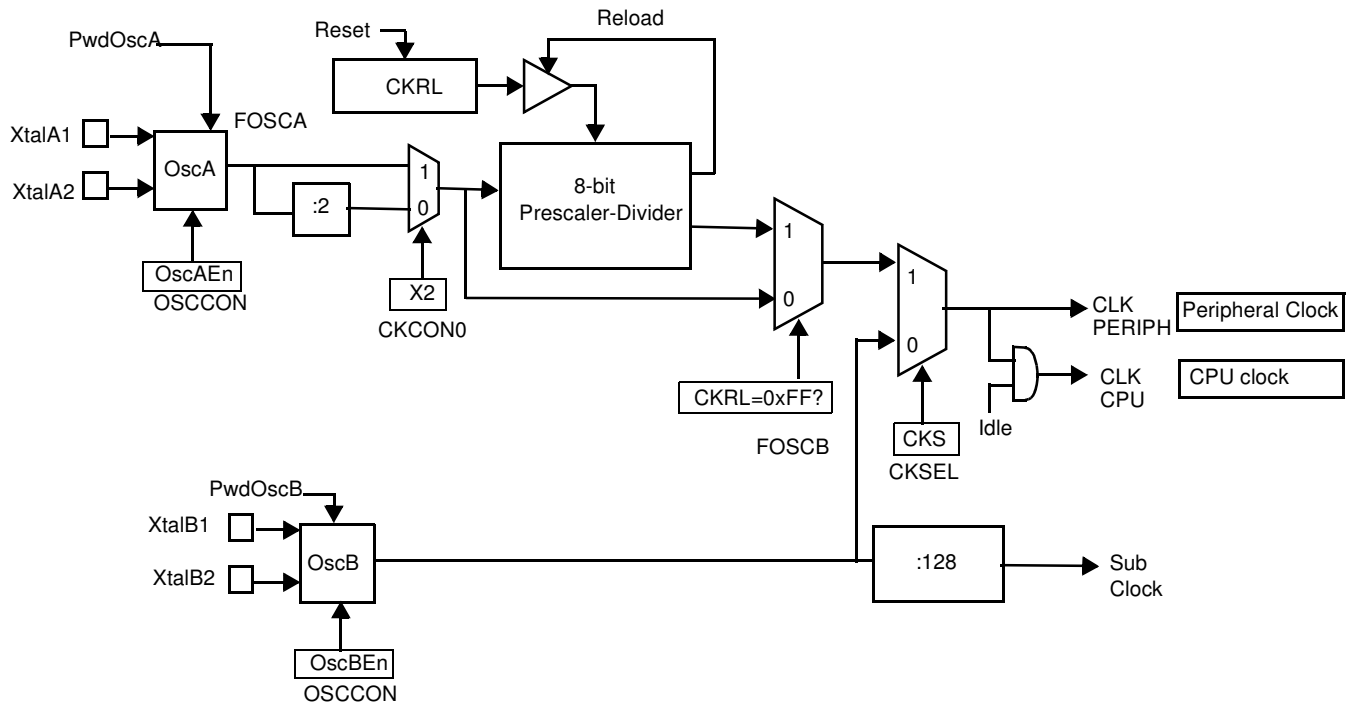 Reload
Reset
PwdOscA
CKRL
FOSCA
XtalA1
OscA
1
8-bit
XtalA2
:2
0
Prescaler-Divider
1
OscAEn
X2
1
OSCCON
0
CLK
PERIPH
Peripheral Clock
CKCON0
0
CLK
CPU
CPU clock
CKRL=0xFF?
Idle
FOSCB
CKS
CKSEL
PwdOscB
XtalB1
OscB
:128
Sub
Clock
XtalB2
OscBEn
OSCCON